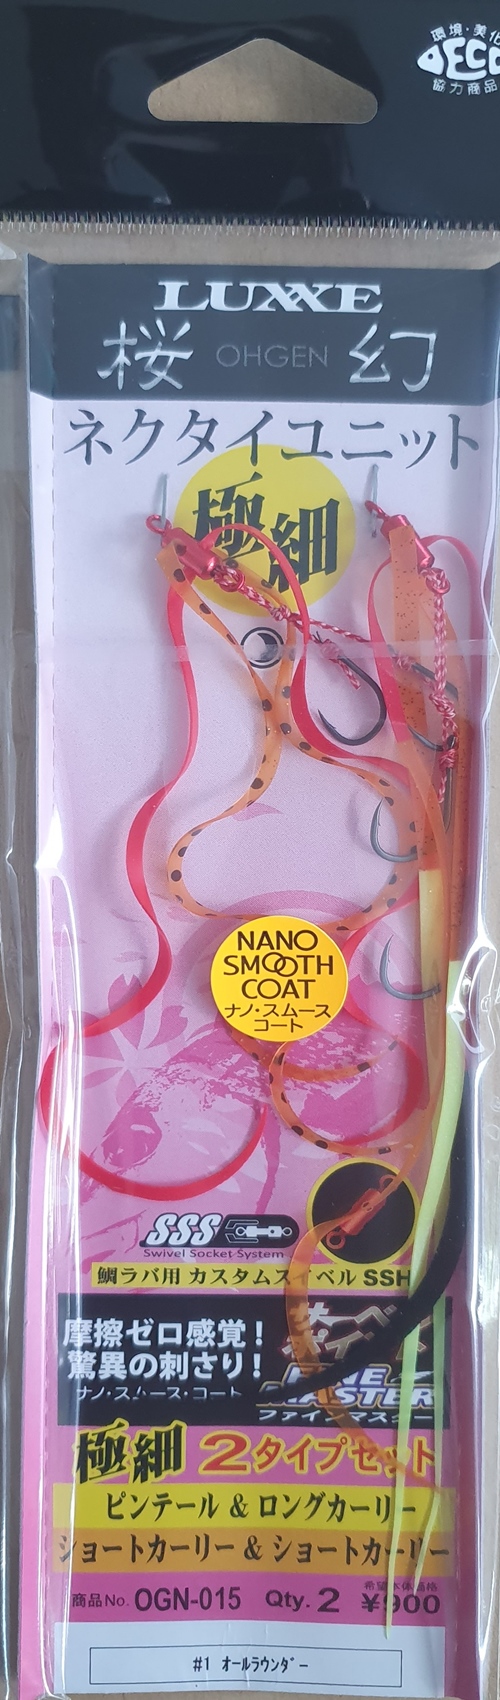 環境・美化
DECO
協力商品
LUXXE
桜 OHGEN 幻
ネクタイユニット
極細
NANO
SMOOTH
COAT
ナノ・スムース
コート
SSS
Swivel Socket System
鯛ラバ用 カスタムスイベル SSH
摩擦ゼロ感覚！
驚異の刺さり！
ナノ・スムース・コート
ファインマスター
極細 2タイプセット
ピンテール & ロングカーリー
ショートカーリー & ショートカーリー
商品No. OGN-015 Qty. 2 希望本体価格 ¥900
#1 オールラウンダー